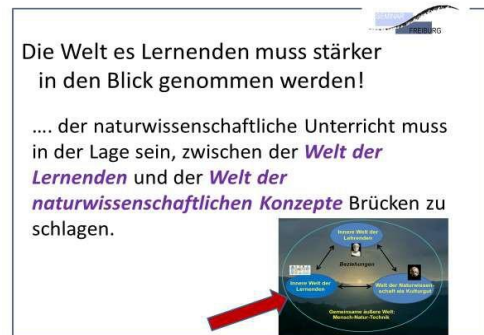 SEMINAR
FREIBURG
Die Welt es Lernenden muss stärker
in den Blick genommen werden!
.... der naturwissenschaftliche Unterricht muss
in der Lage sein, zwischen der Welt der
Lernenden und der Welt der
naturwissenschaftlichen Konzepte Brücken zu
schlagen.
Innere Welt der
Lehrenden
Beziehungen
Innere Welt der
Lernenden
Welt der Naturwissen
schaft als Kulturgut
Gemeinsame äußere Welt:
Mensch-Natur-Technik